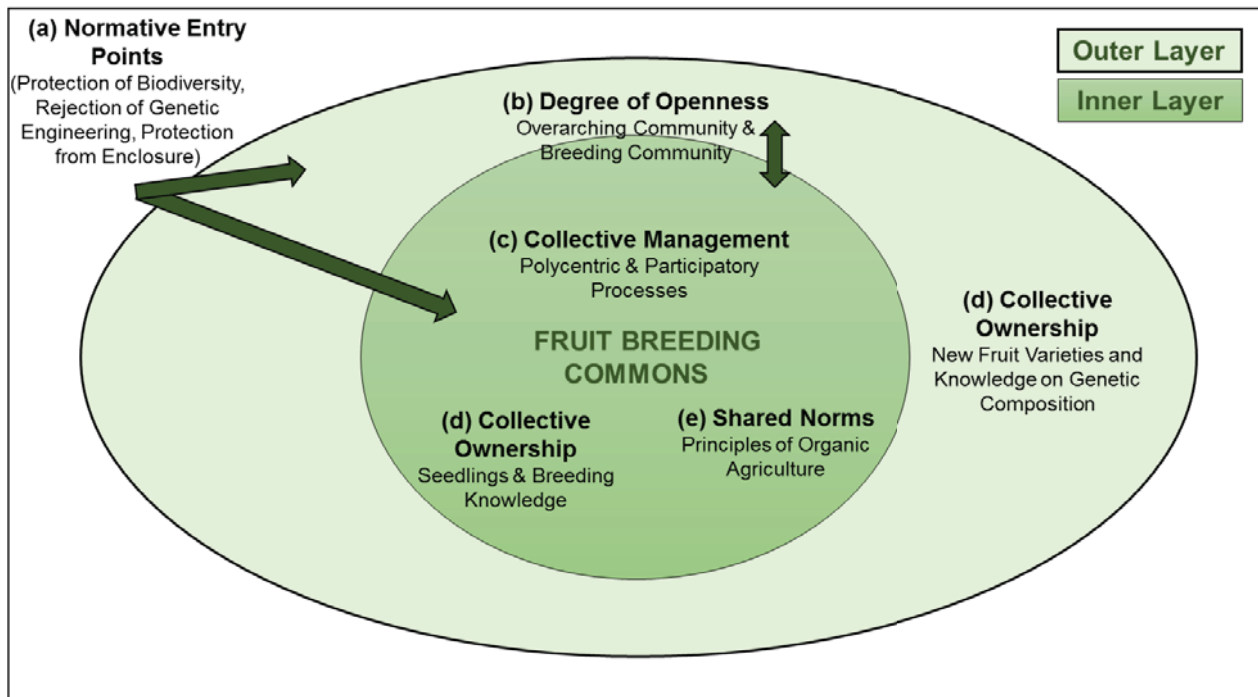 (a) Normative Entry
Points
(Protection of Biodiversity,
Rejection of Genetic
Engineering, Protection
from Enclosure)
Outer Layer
Inner Layer
(b) Degree of Openness
Overarching Community &
Breeding Community
(c) Collective Management
Polycentric & Participatory
Processes
FRUIT BREEDING
COMMONS
(d) Collective
Ownership
Seedlings & Breeding
Knowledge
(e) Shared Norms
Principles of Organic
Agriculture
(d) Collective
Ownership
New Fruit Varieties and
Knowledge on Genetic
Composition